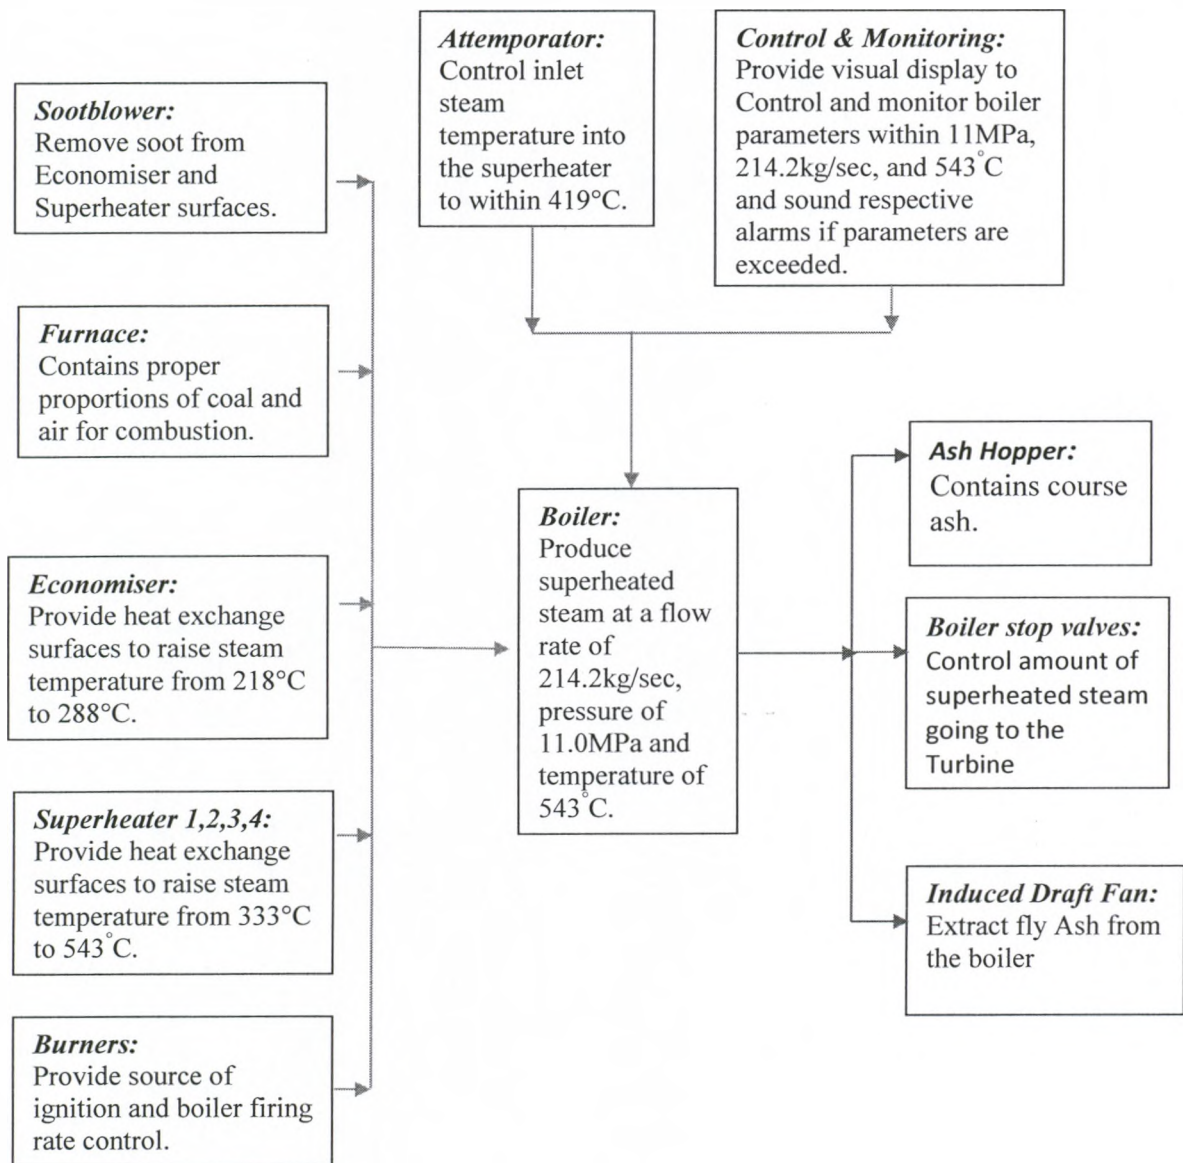 Sootblower:
Remove soot from
Economiser and
Superheater surfaces.
Furnace:
Contains proper
proportions of coal and
air for combustion.
Economiser:
Provide heat exchange
surfaces to raise steam
temperature from 218°C
to 288°C.
Superheater 1,2,3,4:
Provide heat exchange
surfaces to raise steam
temperature from 333°C
to 543°C.
Burners:
Provide source of
ignition and boiler firing
rate control.
Attemporator:
Control inlet
steam
temperature into
the superheater
to within 419°C.
Control & Monitoring:
Provide visual display to
Control and monitor boiler
parameters within 11MPa,
214.2kg/sec, and 543°C
and sound respective
alarms if parameters are
exceeded.
Boiler:
Produce
superheated
steam at a flow
rate of
214.2kg/sec,
pressure of
11.0MPa and
temperature of
543°C.
Ash Hopper:
Contains course
ash.
Boiler stop valves:
Control amount of
superheated steam
going to the
Turbine
Induced Draft Fan:
Extract fly Ash from
the boiler